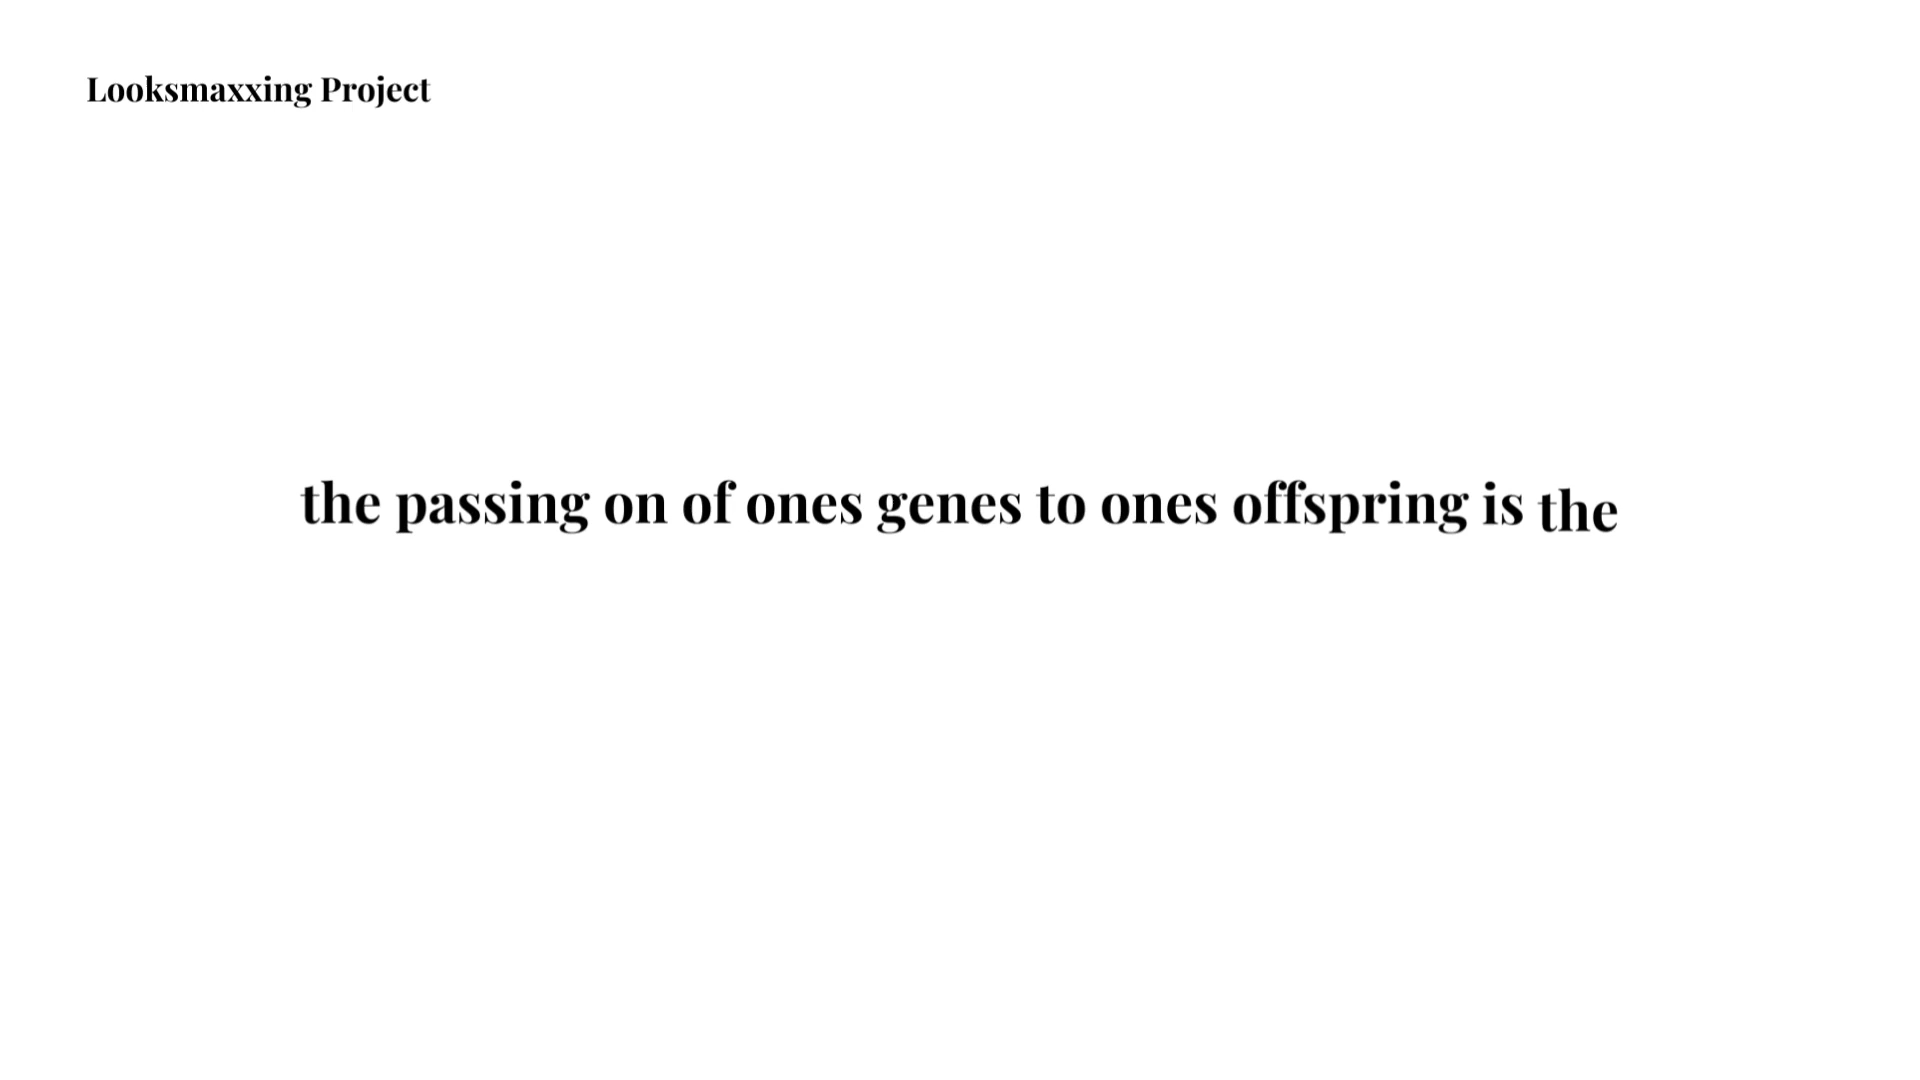 Looksmaxxing Project
the passing on of ones genes to ones offspring is the